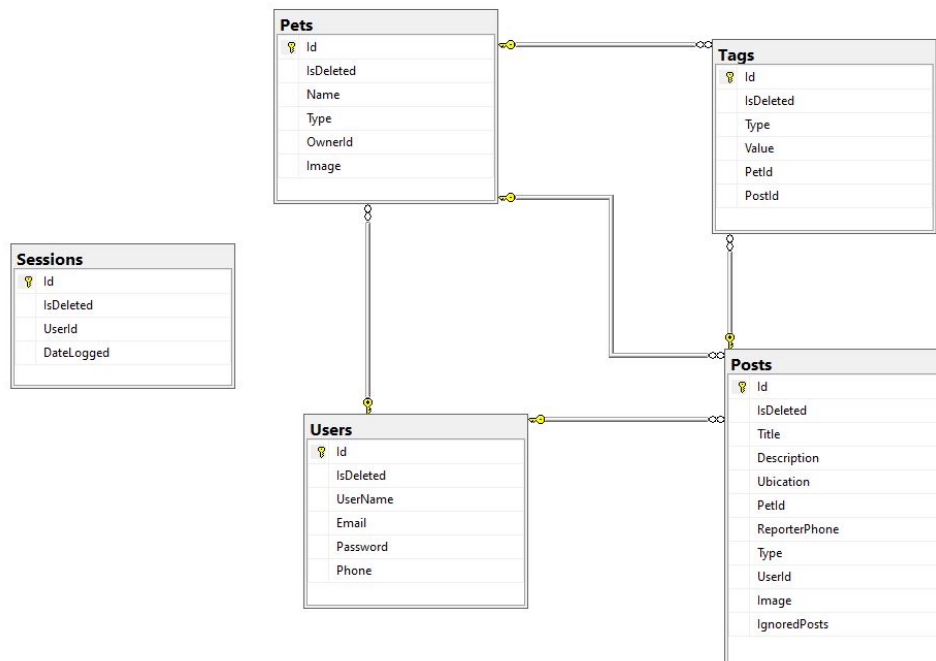 Pets
Id
IsDeleted
Name
Type
OwnerId
Image
Tags
Id
IsDeleted
Type
Value
PetId
PostId
Sessions
Id
IsDeleted
UserId
DateLogged
Users
Id
IsDeleted
UserName
Email
Password
Phone
Posts
Id
IsDeleted
Title
Description
Ubication
PetId
ReporterPhone
Type
UserId
Image
IgnoredPosts